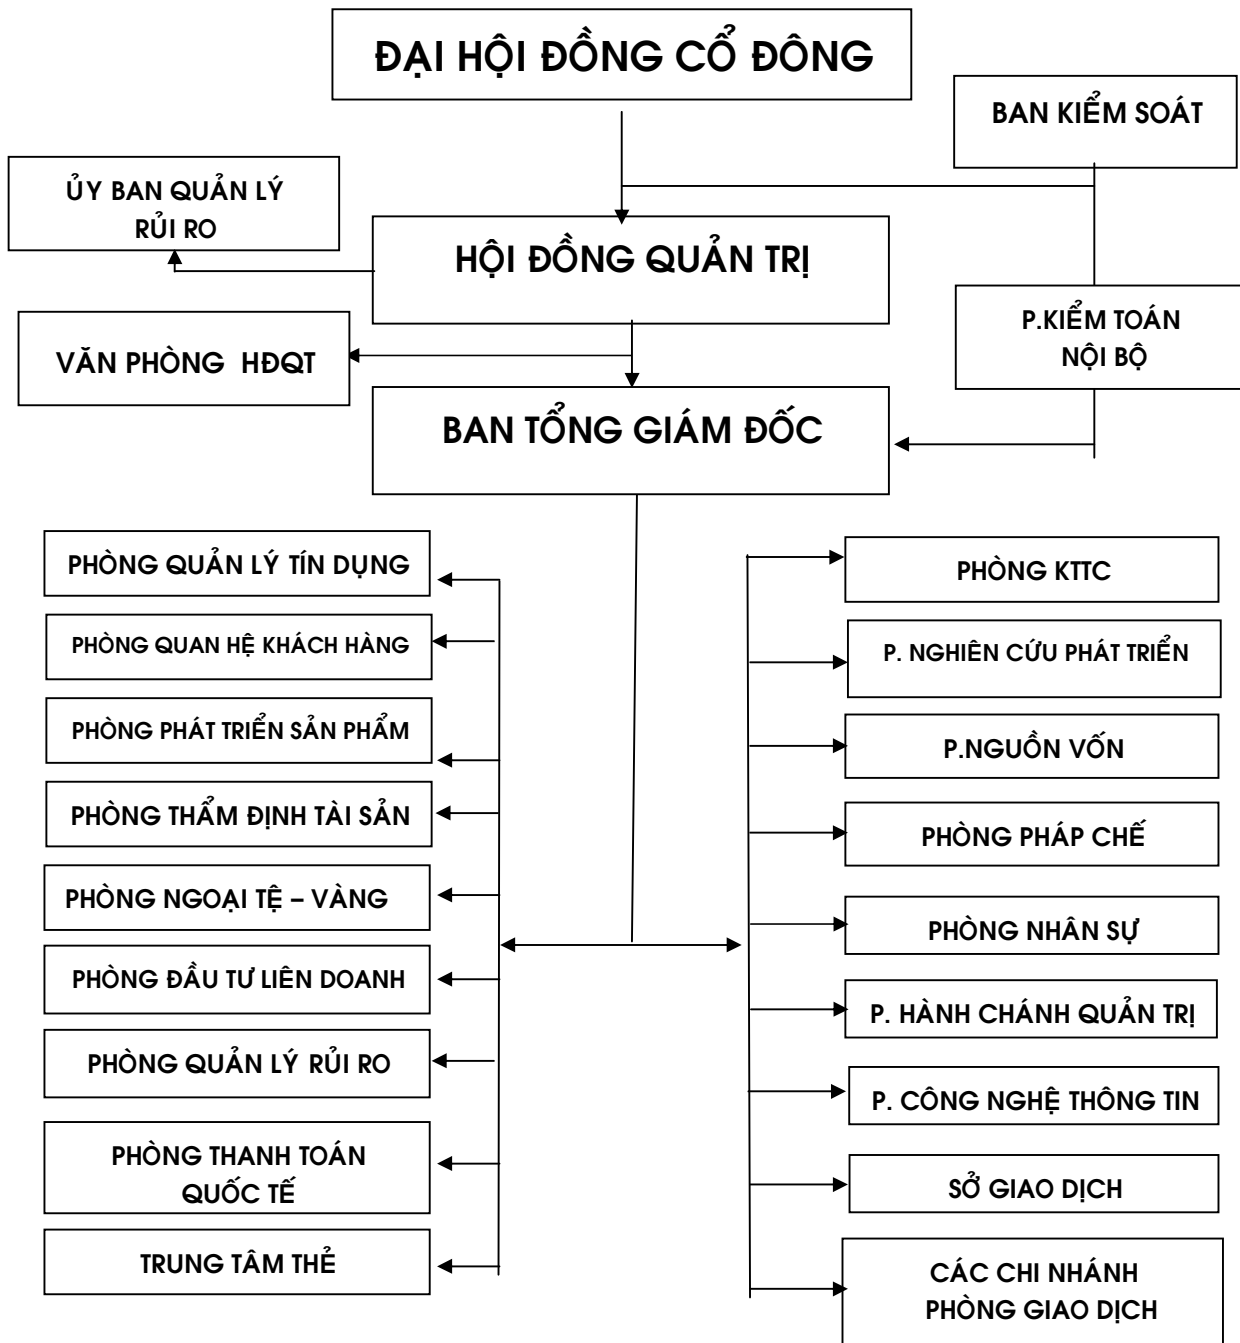 ĐẠI HỘI ĐỒNG CỔ ĐÔNG
BAN KIỂM SOÁT
ỦY BAN QUẢN LÝ
RỦI RO
HỘI ĐỒNG QUẢN TRỊ
P.KIỂM TOÁN
NỘI BỘ
VĂN PHÒNG HĐQT
BAN TỔNG GIÁM ĐỐC
PHÒNG QUẢN LÝ TÍN DỤNG
PHÒNG QUAN HỆ KHÁCH HÀNG
PHÒNG PHÁT TRIỂN SẢN PHẨM
PHÒNG THẨM ĐỊNH TÀI SẢN
PHÒNG NGOẠI TỆ – VÀNG
PHÒNG ĐẦU TƯ LIÊN DOANH
PHÒNG QUẢN LÝ RỦI RO
PHÒNG THANH TOÁN
QUỐC TẾ
TRUNG TÂM THẺ
PHÒNG KTTC
P. NGHIÊN CỨU PHÁT TRIỂN
P.NGUỒN VỐN
PHÒNG PHÁP CHẾ
PHÒNG NHÂN SỰ
P. HÀNH CHÁNH QUẢN TRỊ
P. CÔNG NGHỆ THÔNG TIN
SỞ GIAO DỊCH
CÁC CHI NHÁNH
PHÒNG GIAO DỊCH